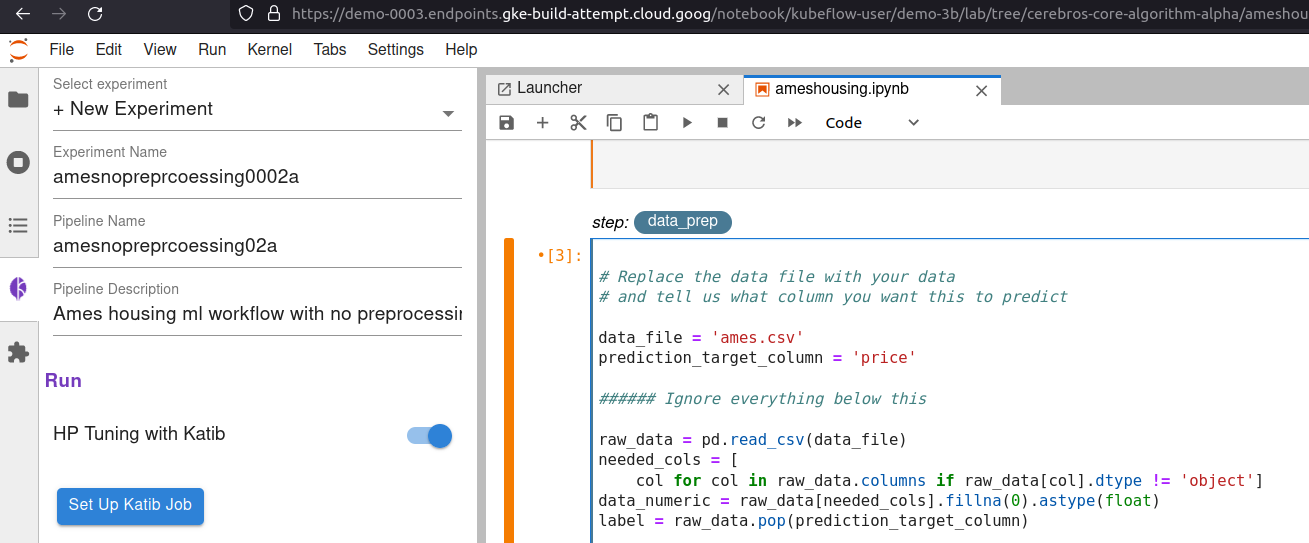 https://demo-0003.endpoints.gke-build-attempt.cloud.goog/notebook/kubeflow-user/demo-3b/lab/tree/cerebros-core-algorithm-alpha/ameshou
File Edit View Run Kernel Tabs Settings Help
Select experiment
+ New Experiment
Experiment Name
amesnopreprcoessing0002a
Pipeline Name
amesnopreprcoessing02a
Pipeline Description
Ames housing ml workflow with no preprocessin
Run
HP Tuning with Katib
Set Up Katib Job
Launcher
ameshousing.ipynb
Code
step: data_prep
•[3]:
# Replace the data file with your data
# and tell us what column you want this to predict
data_file = 'ames.csv'
prediction_target_column = 'price'
###### Ignore everything below this
raw_data = pd.read_csv(data_file)
needed_cols = [
    col for col in raw_data.columns if raw_data[col].dtype != 'object']
data_numeric = raw_data[needed_cols].fillna(0).astype(float)
label = raw_data.pop(prediction_target_column)